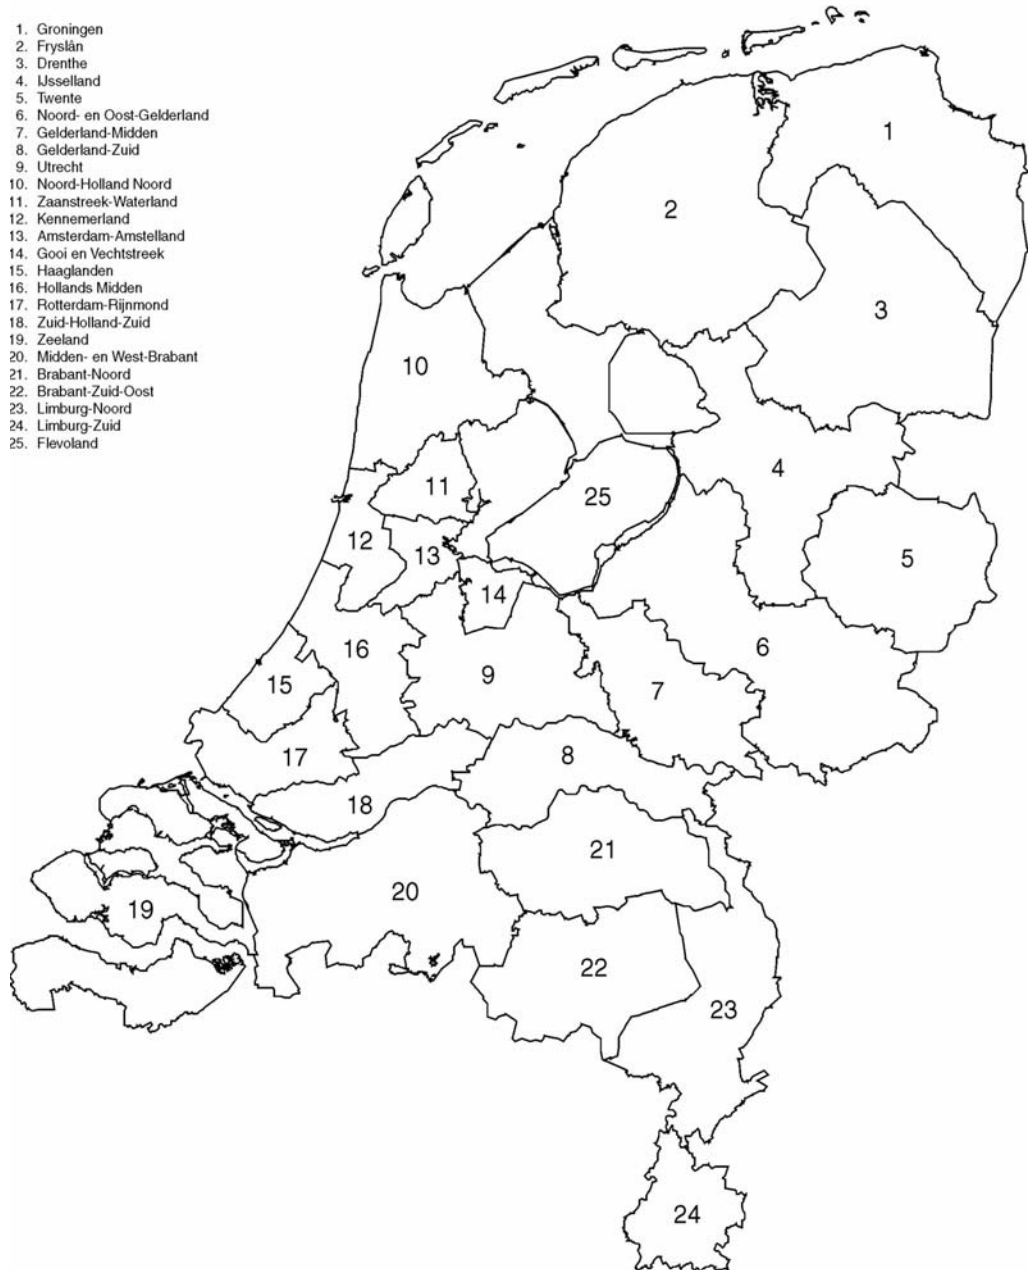 1. Groningen
2. Fryslân
3. Drenthe
4. IJsselland
5. Twente
6. Noord- en Oost-Gelderland
7. Gelderland-Midden
8. Gelderland-Zuid
9. Utrecht
10. Noord-Holland Noord
11. Zaanstreek-Waterland
12. Kennemerland
13. Amsterdam-Amstelland
14. Gooi en Vechtstreek
15. Haaglanden
16. Hollands Midden
17. Rotterdam-Rijnmond
18. Zuid-Holland-Zuid
19. Zeeland
20. Midden- en West-Brabant
21. Brabant-Noord
22. Brabant-Zuid-Oost
23. Limburg-Noord
24. Limburg-Zuid
25. Flevoland
1
2
3
10
4
11
25
12
13
5
14
16
6
9
15
7
17
8
18
21
20
19
22
23
24